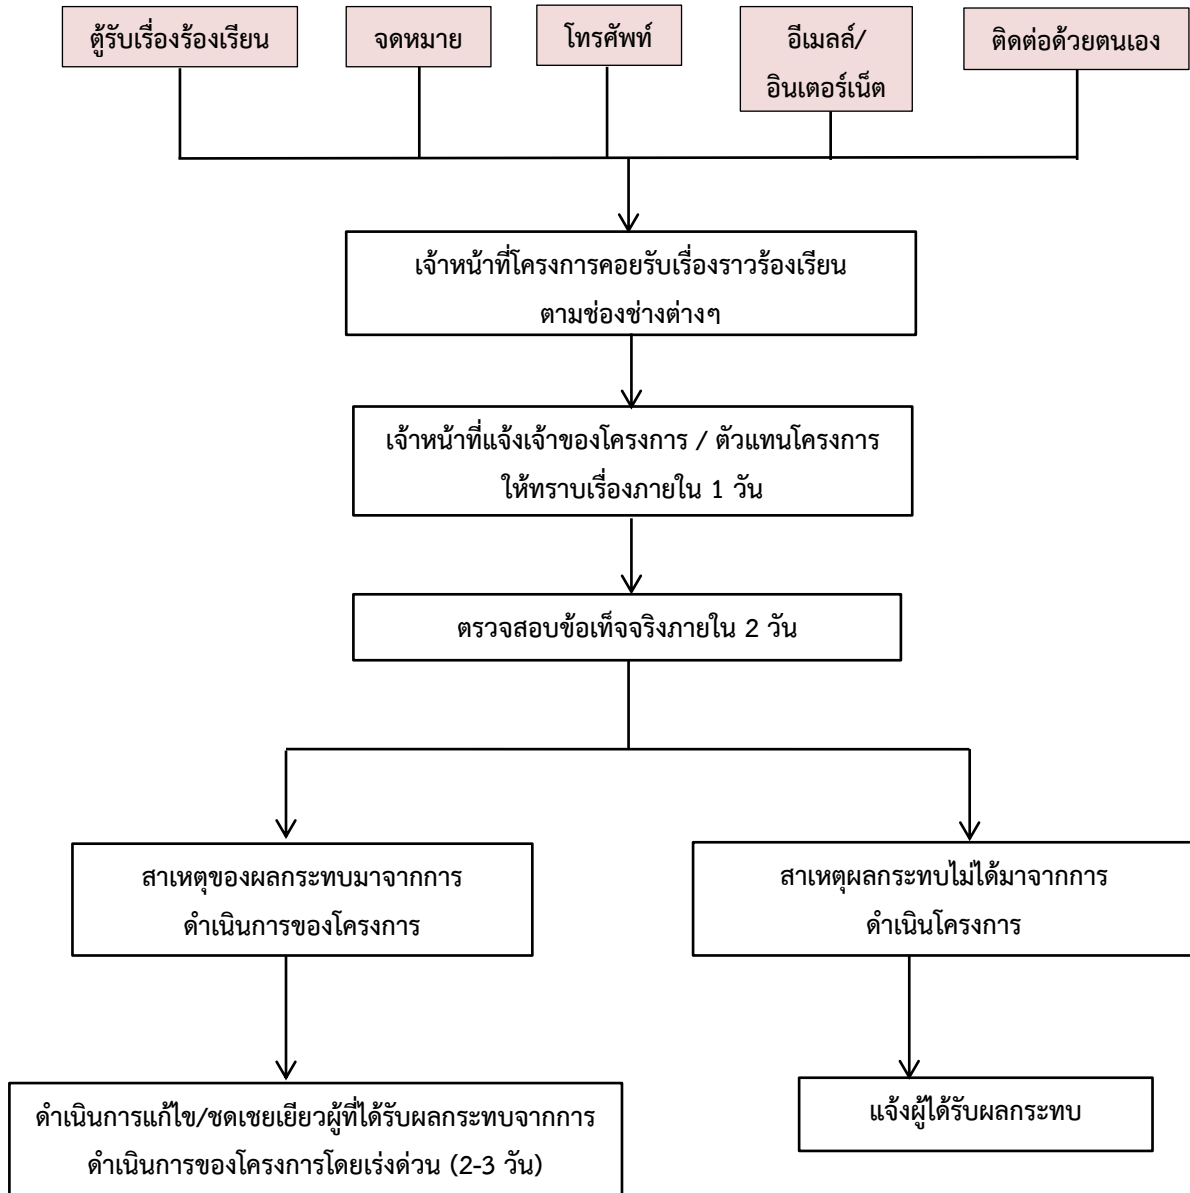 ตู้รับเรื่องร้องเรียน
จดหมาย
โทรศัพท์
อีเมลล์/
อินเตอร์เน็ต
ติดต่อด้วยตนเอง
เจ้าหน้าที่โครงการคอยรับเรื่องราวร้องเรียน
ตามช่องช่างต่างๆ
เจ้าหน้าที่แจ้งเจ้าของโครงการ / ตัวแทนโครงการ
ให้ทราบเรื่องภายใน 1 วัน
ตรวจสอบข้อเท็จจริงภายใน 2 วัน
สาเหตุของผลกระทบมาจากการ
ดำเนินการของโครงการ
สาเหตุผลกระทบไม่ได้มาจากการ
ดำเนินโครงการ
ดำเนินการแก้ไข/ชดเชยเยียวผู้ที่ได้รับผลกระทบจากการ
ดำเนินการของโครงการโดยเร่งด่วน (2-3 วัน)
แจ้งผู้ได้รับผลกระทบ